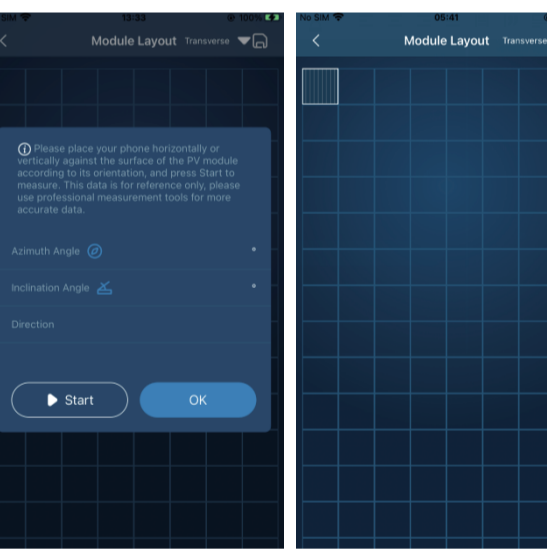 SIM 13:33 100%
Module Layout Transverse
Please place your phone horizontally or
vertically against the surface of the PV module
according to its orientation, and press Start to
measure. This data is for reference only, please
use professional measurement tools for more
accurate data.
Azimuth Angle °
Inclination Angle °
Direction
Start OK
No SIM 05:41
Module Layout Transverse